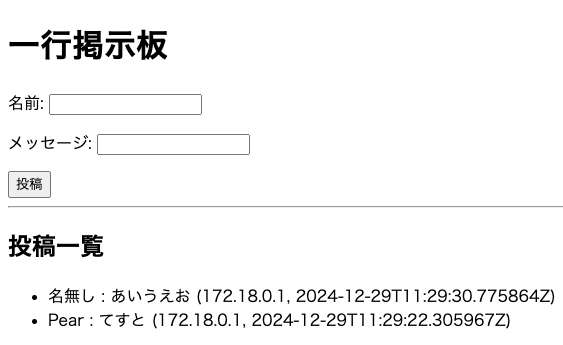 一行掲示板
名前:
メッセージ:
投稿
投稿一覧
名無し : あいうえお (172.18.0.1, 2024-12-29T11:29:30.775864Z)
Pear : てすと (172.18.0.1, 2024-12-29T11:29:22.305967Z)